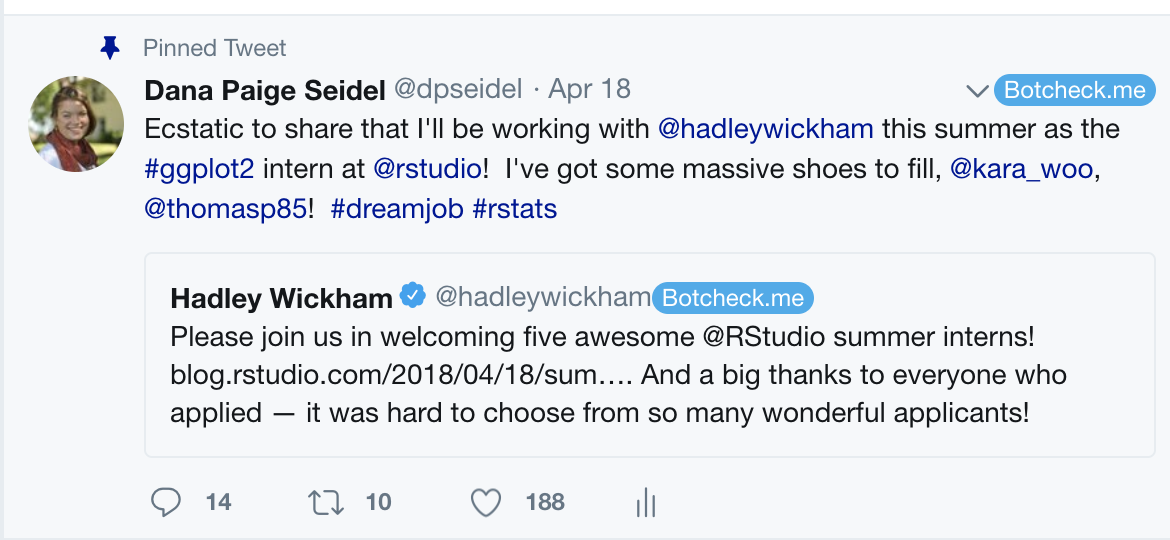 Pinned Tweet
Dana Paige Seidel @dpseidel · Apr 18 Botcheck.me
Ecstatic to share that I'll be working with @hadleywickham this summer as the
#ggplot2 intern at @rstudio!  I've got some massive shoes to fill, @kara_woo,
@thomasp85!  #dreamjob #rstats
Hadley Wickham @hadleywickham Botcheck.me
Please join us in welcoming five awesome @RStudio summer interns!
blog.rstudio.com/2018/04/18/sum…. And a big thanks to everyone who
applied — it was hard to choose from so many wonderful applicants!
14 10 188